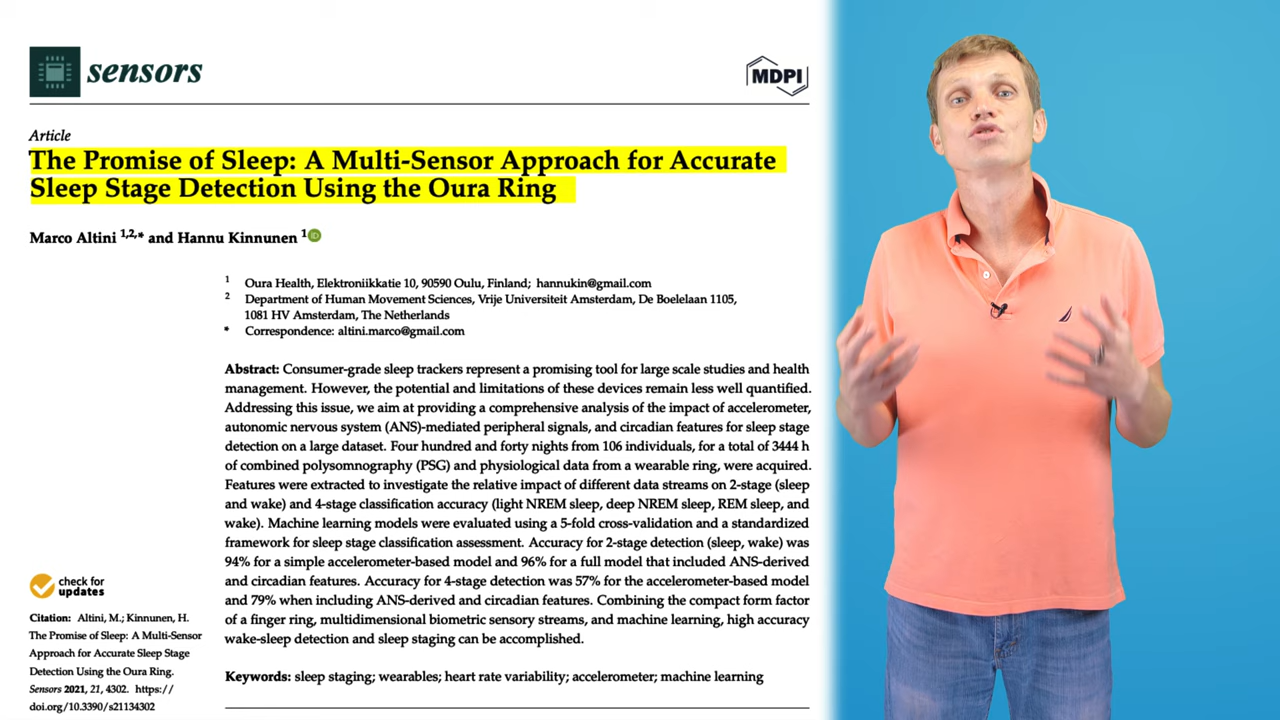 sensors
MDPI
Article
The Promise of Sleep: A Multi-Sensor Approach for Accurate
Sleep Stage Detection Using the Oura Ring
Marco Altini 1,2,* and Hannu Kinnunen 1
1 Oura Health, Elektroniikkatie 10, 90590 Oulu, Finland; hannukin@gmail.com
2 Department of Human Movement Sciences, Vrije Universiteit Amsterdam, De Boelelaan 1105,
1081 HV Amsterdam, The Netherlands
* Correspondence: altini.marco@gmail.com
Abstract: Consumer-grade sleep trackers represent a promising tool for large scale studies and health
management. However, the potential and limitations of these devices remain less well quantified.
Addressing this issue, we aim at providing a comprehensive analysis of the impact of accelerometer,
autonomic nervous system (ANS)-mediated peripheral signals, and circadian features for sleep stage
detection on a large dataset. Four hundred and forty nights from 106 individuals, for a total of 3444 h
of combined polysomnography (PSG) and physiological data from a wearable ring, were acquired.
Features were extracted to investigate the relative impact of different data streams on 2-stage (sleep
and wake) and 4-stage classification accuracy (light NREM sleep, deep NREM sleep, REM sleep, and
wake). Machine learning models were evaluated using a 5-fold cross-validation and a standardized
framework for sleep stage classification assessment. Accuracy for 2-stage detection (sleep, wake) was
94% for a simple accelerometer-based model and 96% for a full model that included ANS-derived
and circadian features. Accuracy for 4-stage detection was 57% for the accelerometer-based model
and 79% when including ANS-derived and circadian features. Combining the compact form factor
of a finger ring, multidimensional biometric sensory streams, and machine learning, high accuracy
wake-sleep detection and sleep staging can be accomplished.
Keywords: sleep staging; wearables; heart rate variability; accelerometer; machine learning
check for
updates
Citation: Altini, M.; Kinnunen, H.
The Promise of Sleep: A Multi-Sensor
Approach for Accurate Sleep Stage
Detection Using the Oura Ring.
Sensors 2021, 21, 4302. https://
doi.org/10.3390/s21134302